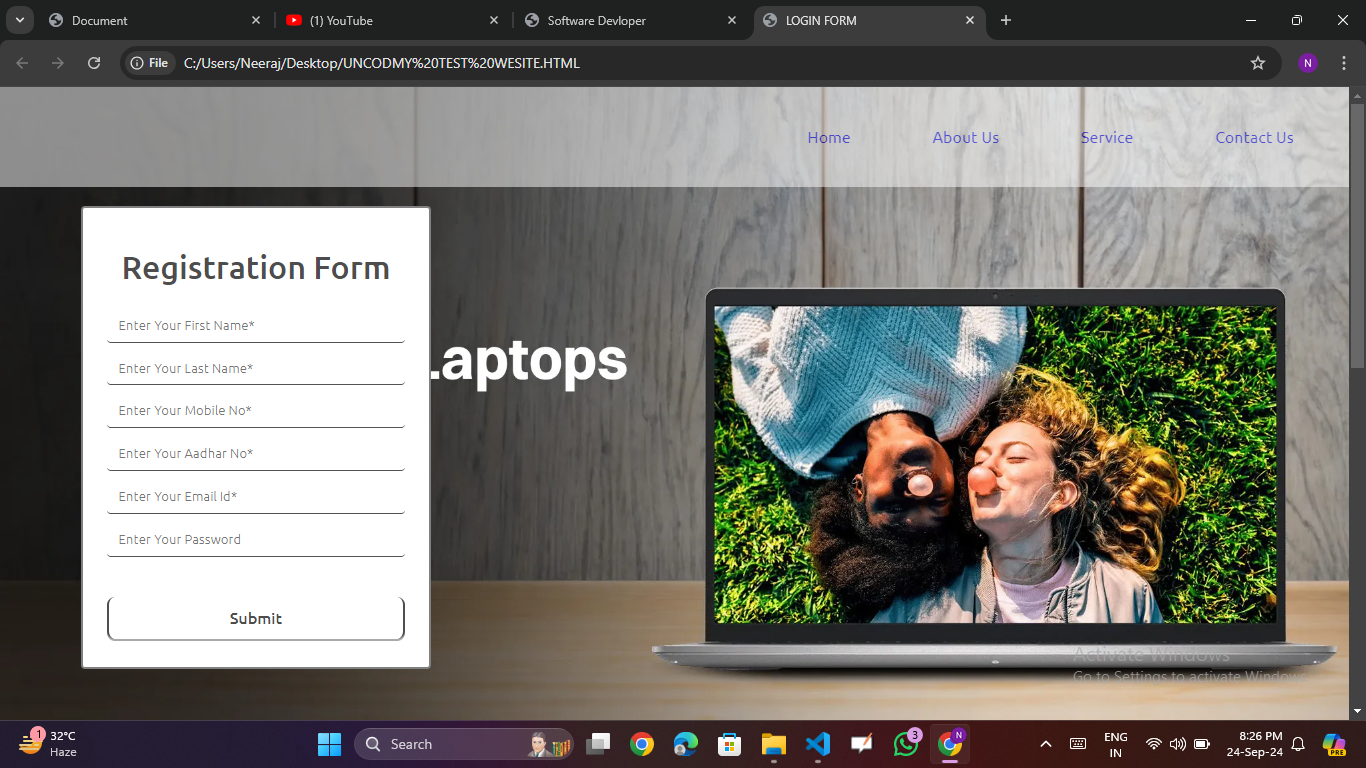 Document
(1) YouTube
Software Devloper
LOGIN FORM
File
C:/Users/Neeraj/Desktop/UNCODMY%20TEST%20WESITE.HTML
N
Home
About Us
Service
Contact Us
Registration Form
Enter Your First Name*
Enter Your Last Name*
Enter Your Mobile No*
Enter Your Aadhar No*
Enter Your Email Id*
Enter Your Password
Submit
Laptops
Activate Windows
Go to Settings to activate Windows
1
32°C
Haze
Search
3
N
ENG
IN
8:26 PM
24-Sep-24
PRE